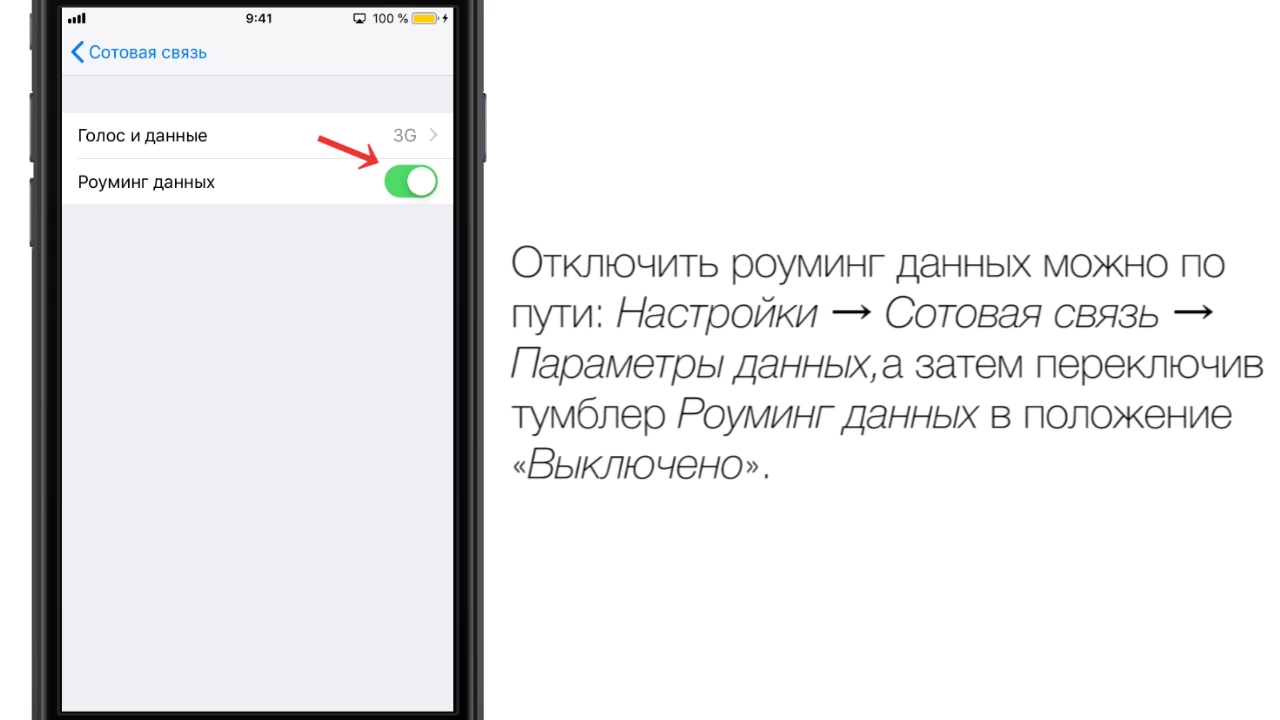 9:41
100 %
Сотовая связь
Голос и данные 3G
Роуминг данных
Отключить роуминг данных можно по
пути: Настройки → Сотовая связь →
Параметры данных,а затем переключив
тумблер Роуминг данных в положение
«Выключено».